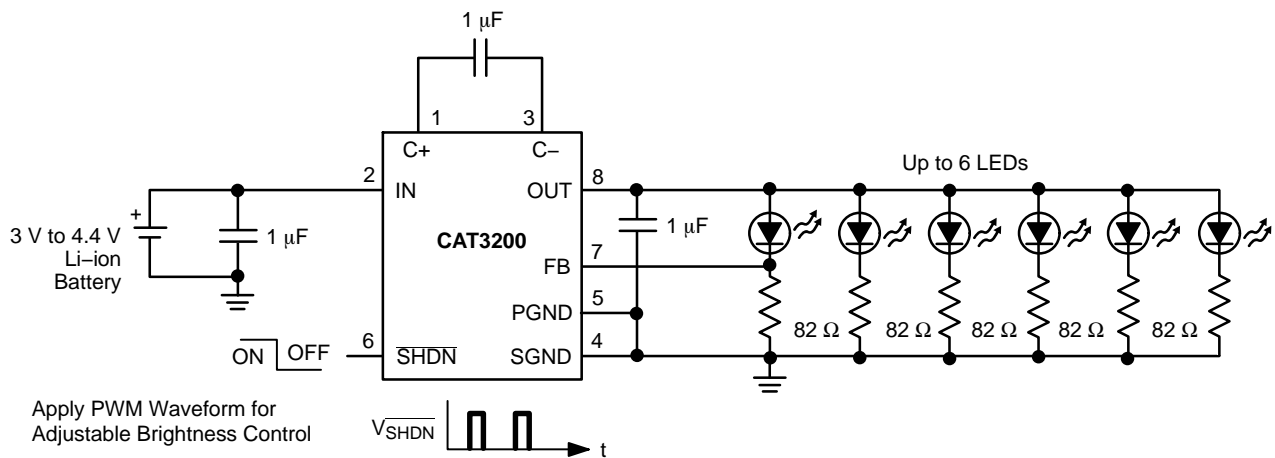 1 μF
1
3
C+
C−
2
IN
OUT
8
Up to 6 LEDs
+
3 V to 4.4 V
Li−ion
Battery
1 μF
CAT3200
1 μF
FB
7
PGND
5
82 Ω
82 Ω
82 Ω
82 Ω
82 Ω
ON
OFF
6
SHDN
SGND
4
Apply PWM Waveform for
Adjustable Brightness Control
VSHDN
t